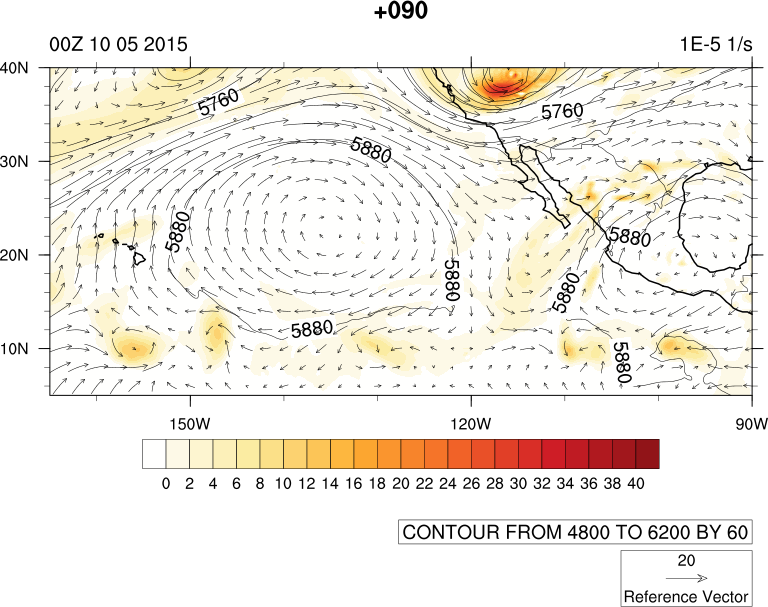 +090
00Z 10 05 2015 1E-5 1/s
40N
5760 5760
5880
30N
5880 5880
20N
5880 5880
5880
10N 5880
150W 120W 90W
0 2 4 6 8 10 12 14 16 18 20 22 24 26 28 30 32 34 36 38 40
CONTOUR FROM 4800 TO 6200 BY 60
20
Reference Vector